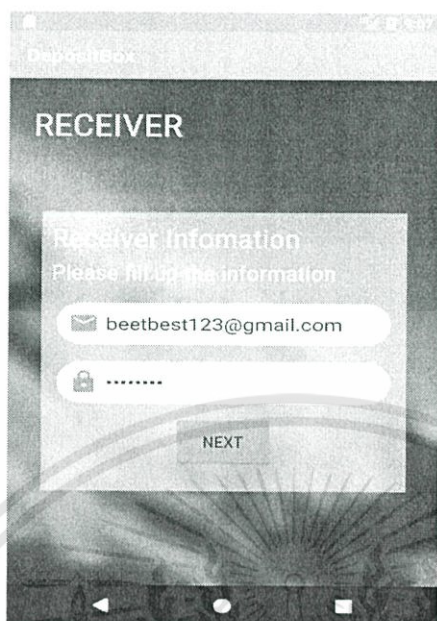 DepositBox
RECEIVER
Receiver Infomation
Please fill up the information
beetbest123@gmail.com
••••••••
NEXT